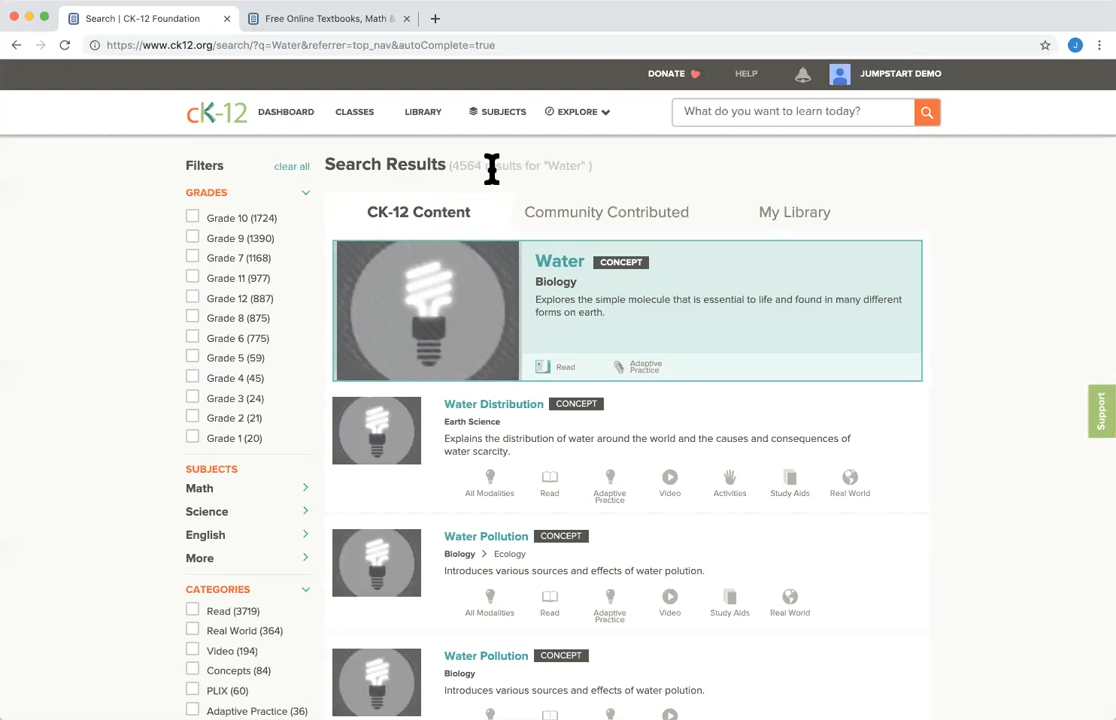 Search | CK-12 Foundation
Free Online Textbooks, Math &
https://www.ck12.org/search/?q=Water&referrer=top_nav&autoComplete=true
J
DONATE HELP JUMPSTART DEMO
cK-12 DASHBOARD CLASSES LIBRARY SUBJECTS EXPLORE What do you want to learn today?
Filters clear all
GRADES
Grade 10 (1724)
Grade 9 (1390)
Grade 7 (1168)
Grade 11 (977)
Grade 12 (887)
Grade 8 (875)
Grade 6 (775)
Grade 5 (59)
Grade 4 (45)
Grade 3 (24)
Grade 2 (21)
Grade 1 (20)
SUBJECTS
Math
Science
English
More
CATEGORIES
Read (3719)
Real World (364)
Video (194)
Concepts (84)
PLIX (60)
Adaptive Practice (36)
Search Results (4564 results for "Water" )
CK-12 Content Community Contributed My Library
Water CONCEPT
Biology
Explores the simple molecule that is essential to life and found in many different
forms on earth.
Read Adaptive Practice
Water Distribution CONCEPT
Earth Science
Explains the distribution of water around the world and the causes and consequences of
water scarcity.
All Modalities Read Adaptive Practice Video Activities Study Aids Real World
Water Pollution CONCEPT
Biology > Ecology
Introduces various sources and effects of water polution.
All Modalities Read Adaptive Practice Video Study Aids Real World
Water Pollution CONCEPT
Biology
Introduces various sources and effects of water polution.
Support